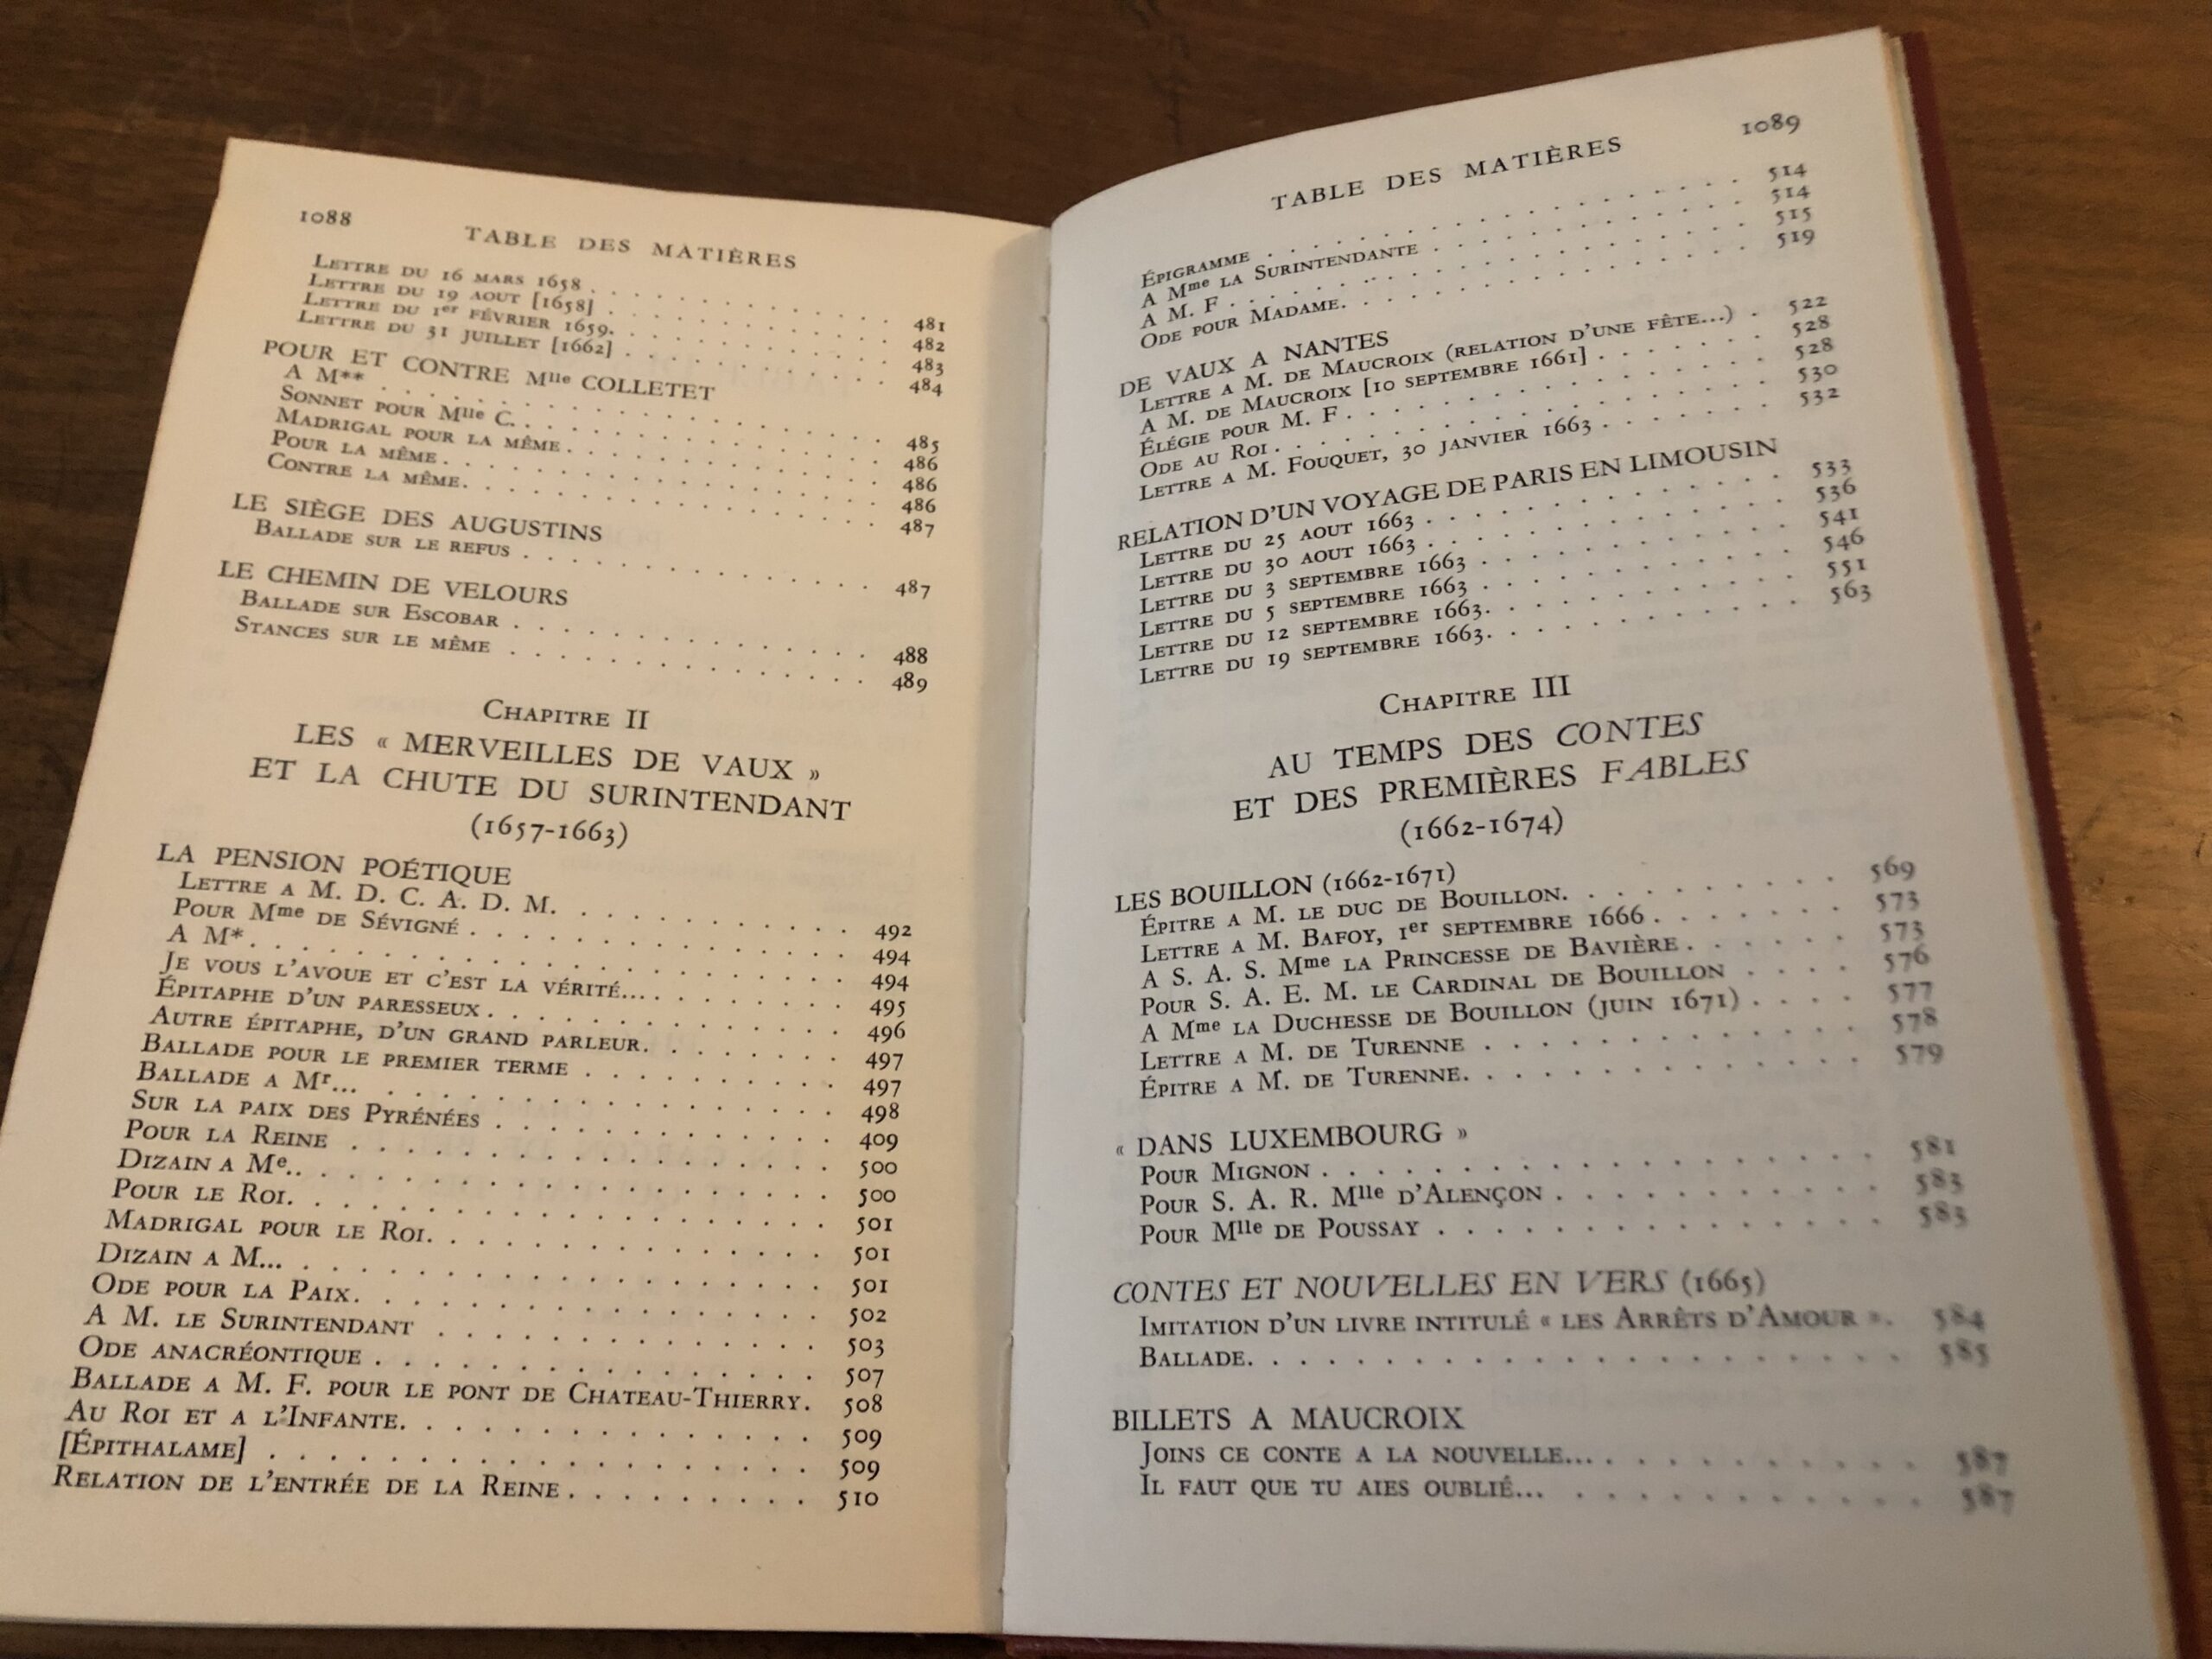 1088
TABLE DES MATIÈRES
LETTRE DU 16 MARS 1658 . . . . . . . . . . 481
LETTRE DU 19 AOUT [1658] . . . . . . . . . . 482
LETTRE DU 1er FÉVRIER 1659. . . . . . . . . . 483
LETTRE DU 31 JUILLET [1662] . . . . . . . . . . 484
POUR ET CONTRE Mlle COLLETET
A M** . . . . . . . . . . 485
SONNET POUR Mlle C. . . . . . . . . . 486
MADRIGAL POUR LA MÊME . . . . . . . . . . 486
POUR LA MÊME . . . . . . . . . . 486
CONTRE LA MÊME. . . . . . . . . . 487
LE SIÈGE DES AUGUSTINS
BALLADE SUR LE REFUS . . . . . . . . . . 487
LE CHEMIN DE VELOURS
BALLADE SUR ESCOBAR . . . . . . . . . . 488
STANCES SUR LE MÊME . . . . . . . . . . 489
CHAPITRE II
LES « MERVEILLES DE VAUX »
ET LA CHUTE DU SURINTENDANT
(1657-1663)
LA PENSION POÉTIQUE
LETTRE A M. D. C. A. D. M. . . . . . . . . . 492
POUR Mme DE SÉVIGNÉ . . . . . . . . . . 494
A M* . . . . . . . . . . 494
JE VOUS L'AVOUE ET C'EST LA VÉRITÉ... . . . . . . . 495
ÉPITAPHE D'UN PARESSEUX . . . . . . . . . . 496
AUTRE ÉPITAPHE, D'UN GRAND PARLEUR. . . . . . . 497
BALLADE POUR LE PREMIER TERME . . . . . . . . . 497
BALLADE A Mr... . . . . . . . . . . 498
SUR LA PAIX DES PYRÉNÉES . . . . . . . . . . 409
POUR LA REINE . . . . . . . . . . 500
DIZAIN A Me.. . . . . . . . . . 500
POUR LE ROI. . . . . . . . . . 501
MADRIGAL POUR LE ROI. . . . . . . . . . 501
DIZAIN A M... . . . . . . . . . . 501
ODE POUR LA PAIX. . . . . . . . . . 502
A M. LE SURINTENDANT . . . . . . . . . . 503
ODE ANACRÉONTIQUE . . . . . . . . . . 507
BALLADE A M. F. POUR LE PONT DE CHATEAU-THIERRY. 508
AU ROI ET A L'INFANTE. . . . . . . . . . 509
[ÉPITHALAME] . . . . . . . . . . 509
RELATION DE L'ENTRÉE DE LA REINE . . . . . . . . . 510
TABLE DES MATIÈRES
1089
ÉPIGRAMME . . . . . . . . . . 514
A Mme LA SURINTENDANTE . . . . . . . . . . 514
A M. F . . . . . . . . . . 515
ODE POUR MADAME. . . . . . . . . . 519
DE VAUX A NANTES
LETTRE A M. DE MAUCROIX (RELATION D'UNE FÊTE...) . 522
A M. DE MAUCROIX [10 SEPTEMBRE 1661] . . . . . . 528
ÉLÉGIE POUR M. F . . . . . . . . . . 528
ODE AU ROI . . . . . . . . . . 530
LETTRE A M. FOUQUET, 30 JANVIER 1663 . . . . . . 532
RELATION D'UN VOYAGE DE PARIS EN LIMOUSIN
LETTRE DU 25 AOUT 1663 . . . . . . . . . . 533
LETTRE DU 30 AOUT 1663 . . . . . . . . . . 536
LETTRE DU 3 SEPTEMBRE 1663 . . . . . . . . . . 541
LETTRE DU 5 SEPTEMBRE 1663 . . . . . . . . . . 546
LETTRE DU 12 SEPTEMBRE 1663. . . . . . . . . . 551
LETTRE DU 19 SEPTEMBRE 1663. . . . . . . . . . 563
CHAPITRE III
AU TEMPS DES CONTES
ET DES PREMIÈRES FABLES
(1662-1674)
LES BOUILLON (1662-1671)
ÉPITRE A M. LE DUC DE BOUILLON. . . . . . . . . . 569
LETTRE A M. BAFOY, 1er SEPTEMBRE 1666 . . . . . . 573
A S. A. S. Mme LA PRINCESSE DE BAVIÈRE . . . . . . 573
POUR S. A. E. M. LE CARDINAL DE BOUILLON . . . . 576
A Mme LA DUCHESSE DE BOUILLON (JUIN 1671) . . . . 577
LETTRE A M. DE TURENNE . . . . . . . . . . 578
ÉPITRE A M. DE TURENNE. . . . . . . . . . 579
« DANS LUXEMBOURG »
POUR MIGNON . . . . . . . . . . 581
POUR S. A. R. Mlle D'ALENÇON . . . . . . . . . . 583
POUR Mlle DE POUSSAY . . . . . . . . . . 583
CONTES ET NOUVELLES EN VERS (1665)
IMITATION D'UN LIVRE INTITULÉ « LES ARRÊTS D'AMOUR ». 584
BALLADE. . . . . . . . . . 585
BILLETS A MAUCROIX
JOINS CE CONTE A LA NOUVELLE... . . . . . . . . . 587
IL FAUT QUE TU AIES OUBLIÉ... . . . . . . . . . . 587